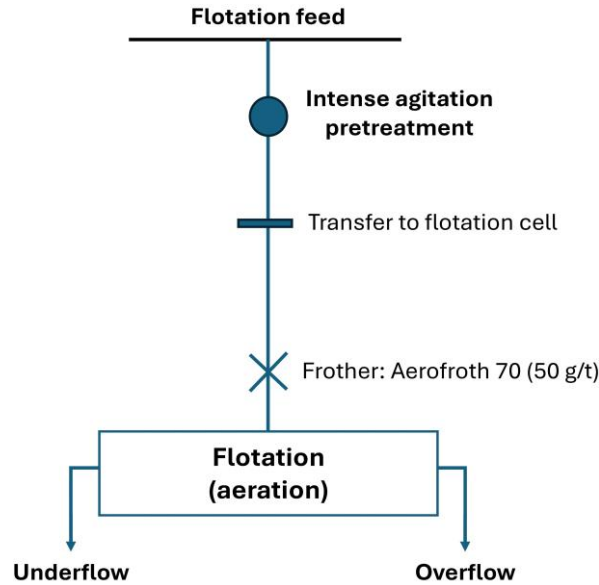 Flotation feed
Intense agitation
pretreatment
Transfer to flotation cell
Frother: Aerofroth 70 (50 g/t)
Flotation
(aeration)
Underflow
Overflow